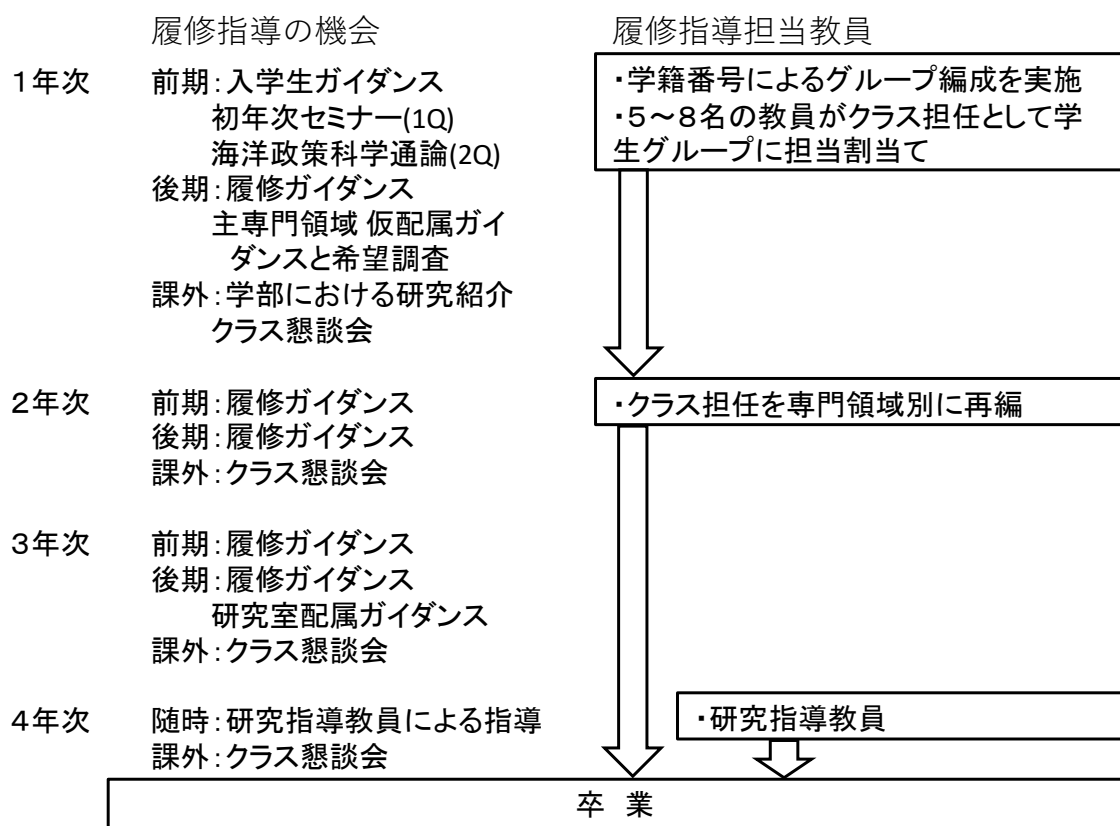 履修指導の機会
履修指導担当教員
1年次
前期:入学生ガイダンス
初年次セミナー(1Q)
海洋政策科学通論(2Q)
後期:履修ガイダンス
主専門領域 仮配属ガイ
ダンスと希望調査
課外:学部における研究紹介
クラス懇談会
・学籍番号によるグループ編成を実施
・5~8名の教員がクラス担任として学
生グループに担当割当て
2年次
前期:履修ガイダンス
後期:履修ガイダンス
課外:クラス懇談会
・クラス担任を専門領域別に再編
3年次
前期:履修ガイダンス
後期:履修ガイダンス
研究室配属ガイダンス
課外:クラス懇談会
4年次
随時:研究指導教員による指導
課外:クラス懇談会
・研究指導教員
卒 業